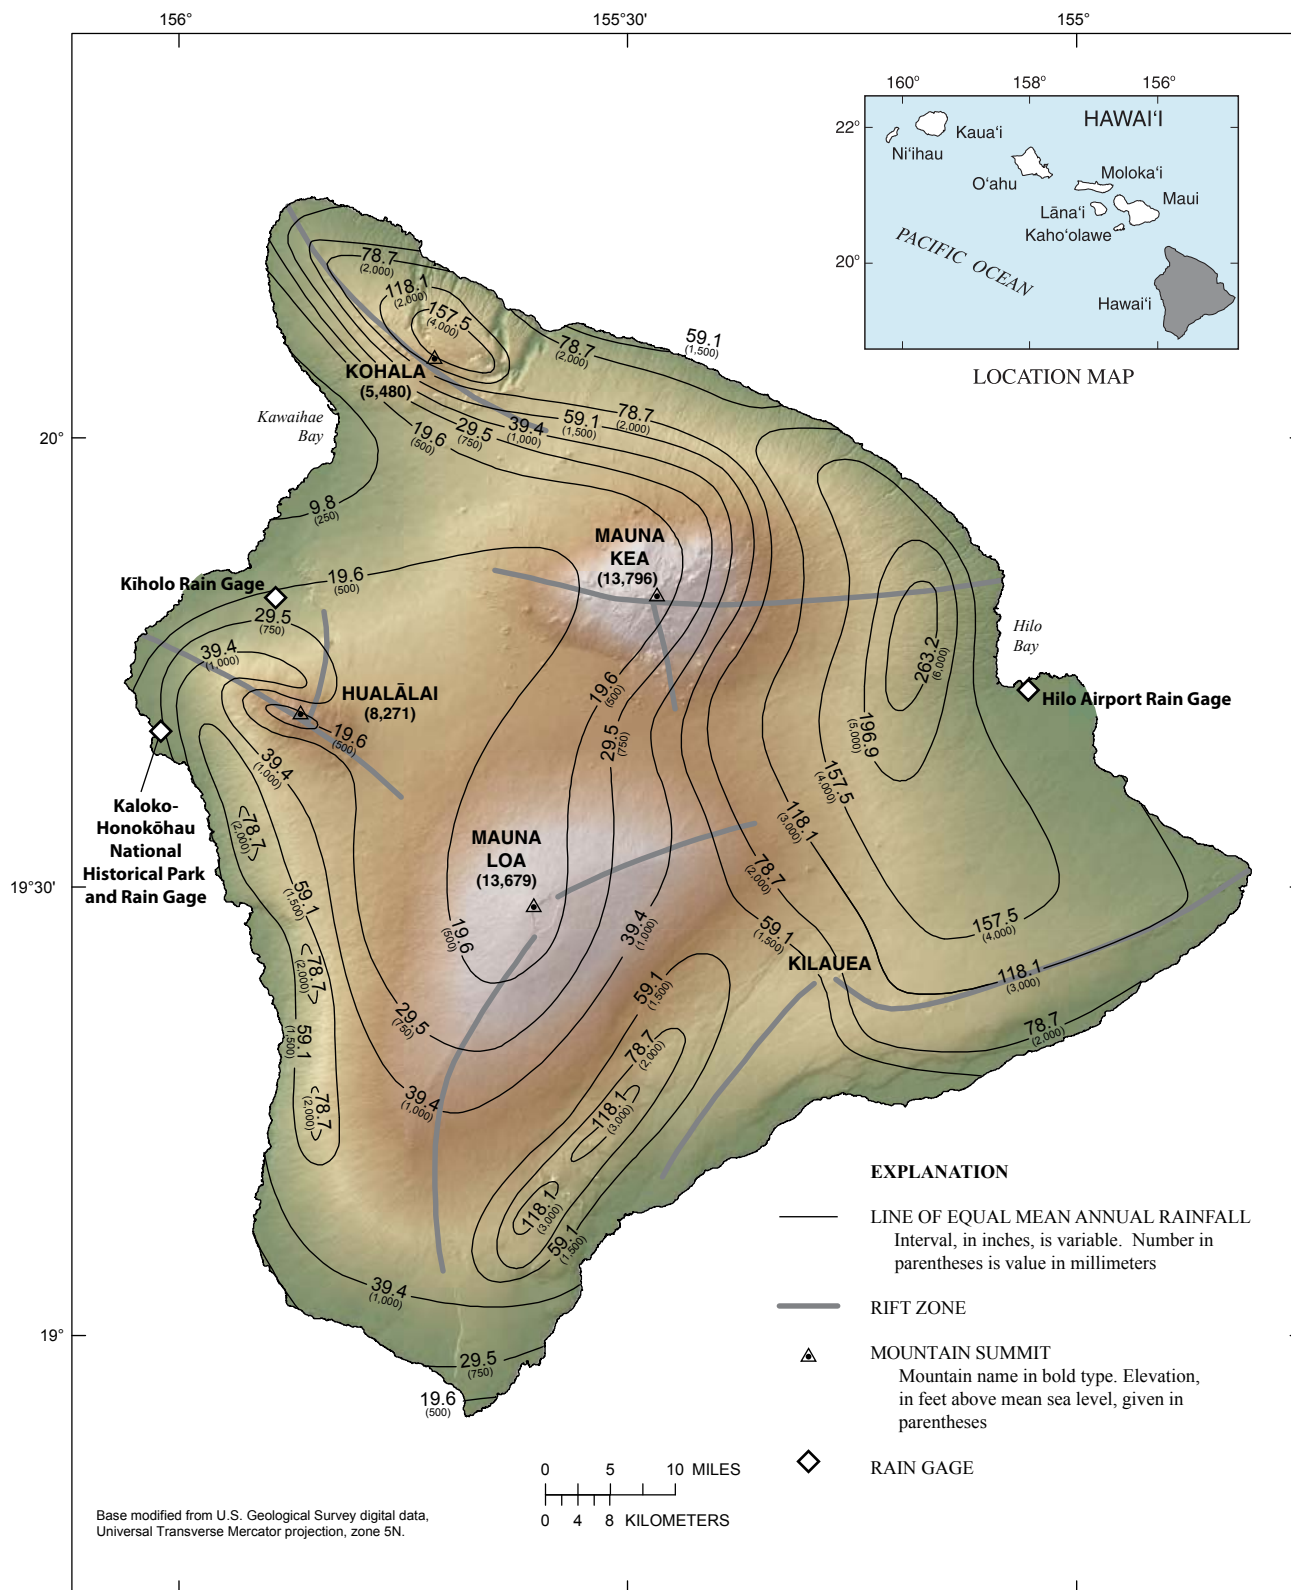 156°
155°30'
155°
160°
158°
156°
22°
20°
HAWAI‘I
Kaua‘i
Ni‘ihau
O‘ahu
Moloka‘i
Maui
Lāna‘i
Kaho‘olawe
PACIFIC OCEAN
Hawai‘i
LOCATION MAP
78.7
(2,000)
118.1
(2,000)
157.5
(4,000)
59.1
(1,500)
78.7
(2,000)
KOHALA
(5,480)
Kawaihae
Bay
20°
78.7
(2,000)
59.1
(1,500)
39.4
(1,000)
29.5
(750)
19.6
(500)
9.8
(250)
MAUNA
KEA
(13,796)
Kīholo Rain Gage
19.6
(500)
29.5
(750)
39.4
(1,000)
Hilo
Bay
263.2
(6,000)
HUALĀLAI
(8,271)
19.6
(500)
19.6
(500)
Hilo Airport Rain Gage
196.9
(5,000)
29.5
(750)
39.4
(1,000)
157.5
(4,000)
Kaloko-
Honokōhau
National
Historical Park
and Rain Gage
<78.7>
(2,000)
118.1
(3,000)
MAUNA
LOA
(13,679)
78.7
(2,000)
19°30'
59.1
(1,500)
19.6
(500)
39.4
(1,000)
59.1
(1,500)
157.5
(4,000)
KILAUEA
<78.7>
(2,000)
118.1
(3,000)
59.1
(1,500)
29.5
(750)
59.1
(1,500)
78.7
(2,000)
78.7
(2,000)
39.4
(1,000)
<78.7>
(2,000)
118.1
(3,000)
118.1
(3,000)
59.1
(1,500)
39.4
(1,000)
19°
29.5
(750)
19.6
(500)
EXPLANATION
LINE OF EQUAL MEAN ANNUAL RAINFALL
Interval, in inches, is variable. Number in
parentheses is value in millimeters
RIFT ZONE
MOUNTAIN SUMMIT
Mountain name in bold type. Elevation,
in feet above mean sea level, given in
parentheses
RAIN GAGE
0 5 10 MILES
0 4 8 KILOMETERS
Base modified from U.S. Geological Survey digital data,
Universal Transverse Mercator projection, zone 5N.